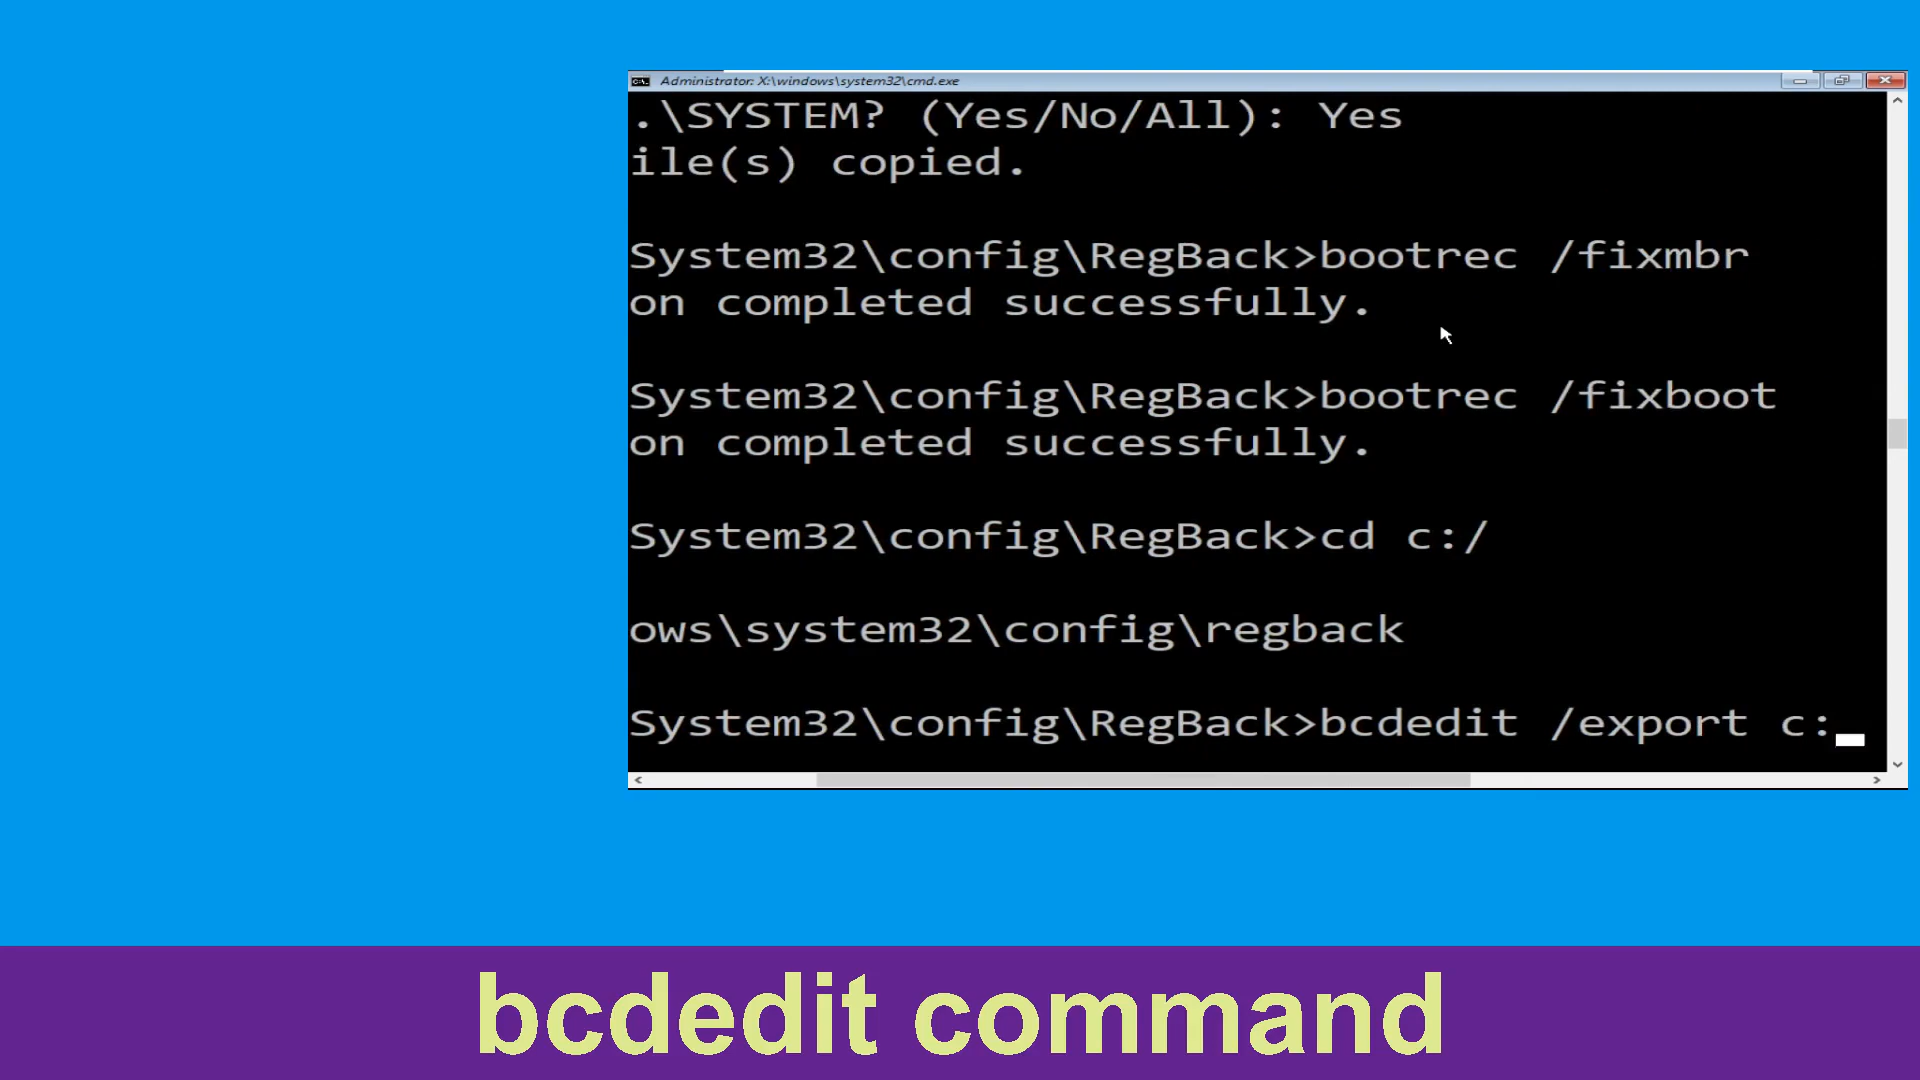 Administrator: X:\windows\system32\cmd.exe
.\SYSTEM? (Yes/No/All): Yes
ile(s) copied.
System32\config\RegBack>bootrec /fixmbr
on completed successfully.
System32\config\RegBack>bootrec /fixboot
on completed successfully.
System32\config\RegBack>cd c:/
ows\system32\config\regback
System32\config\RegBack>bcdedit /export c:
bcdedit command